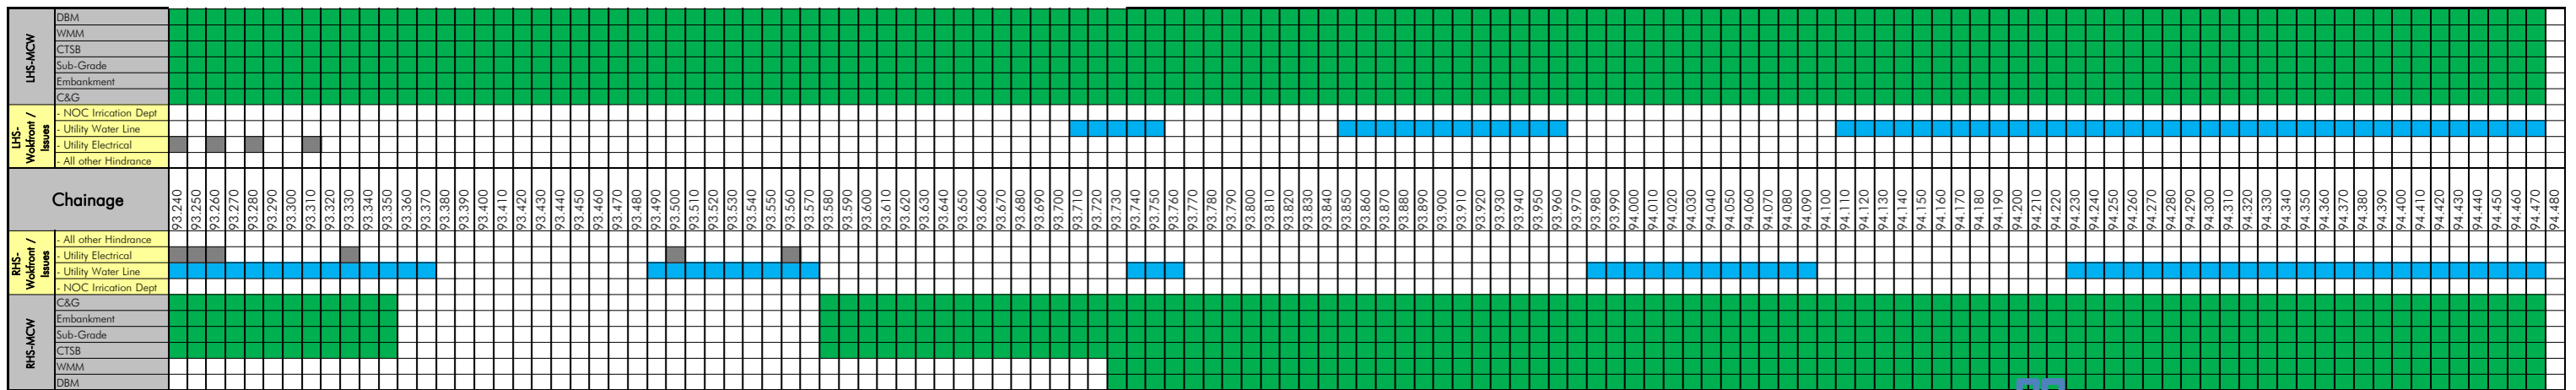 LHS-MCW
DBM
WMM
CTSB
Sub-Grade
Embankment
C&G
LHS-
Wokfront /
Issues
- NOC Irrication Dept
- Utility Water Line
- Utility Electrical
- All other Hindrance
Chainage
93.240 93.250 93.260 93.270 93.280 93.290 93.300 93.310 93.320 93.330 93.340 93.350 93.360 93.370 93.380 93.390 93.400 93.410 93.420 93.430 93.440 93.450 93.460 93.470 93.480 93.490 93.500 93.510 93.520 93.530 93.540 93.550 93.560 93.570 93.580 93.590 93.600 93.610 93.620 93.630 93.640 93.650 93.660 93.670 93.680 93.690 93.700 93.710 93.720 93.730 93.740 93.750 93.760 93.770 93.780 93.790 93.800 93.810 93.820 93.830 93.840 93.850 93.860 93.870 93.880 93.890 93.900 93.910 93.920 93.930 93.940 93.950 93.960 93.970 93.980 93.990 94.000 94.010 94.020 94.030 94.040 94.050 94.060 94.070 94.080 94.090 94.100 94.110 94.120 94.130 94.140 94.150 94.160 94.170 94.180 94.190 94.200 94.210 94.220 94.230 94.240 94.250 94.260 94.270 94.280 94.290 94.300 94.310 94.320 94.330 94.340 94.350 94.360 94.370 94.380 94.390 94.400 94.410 94.420 94.430 94.440 94.450 94.460 94.470 94.480
RHS-
Wokfront /
Issues
- All other Hindrance
- Utility Electrical
- Utility Water Line
- NOC Irrication Dept
RHS-MCW
C&G
Embankment
Sub-Grade
CTSB
WMM
DBM